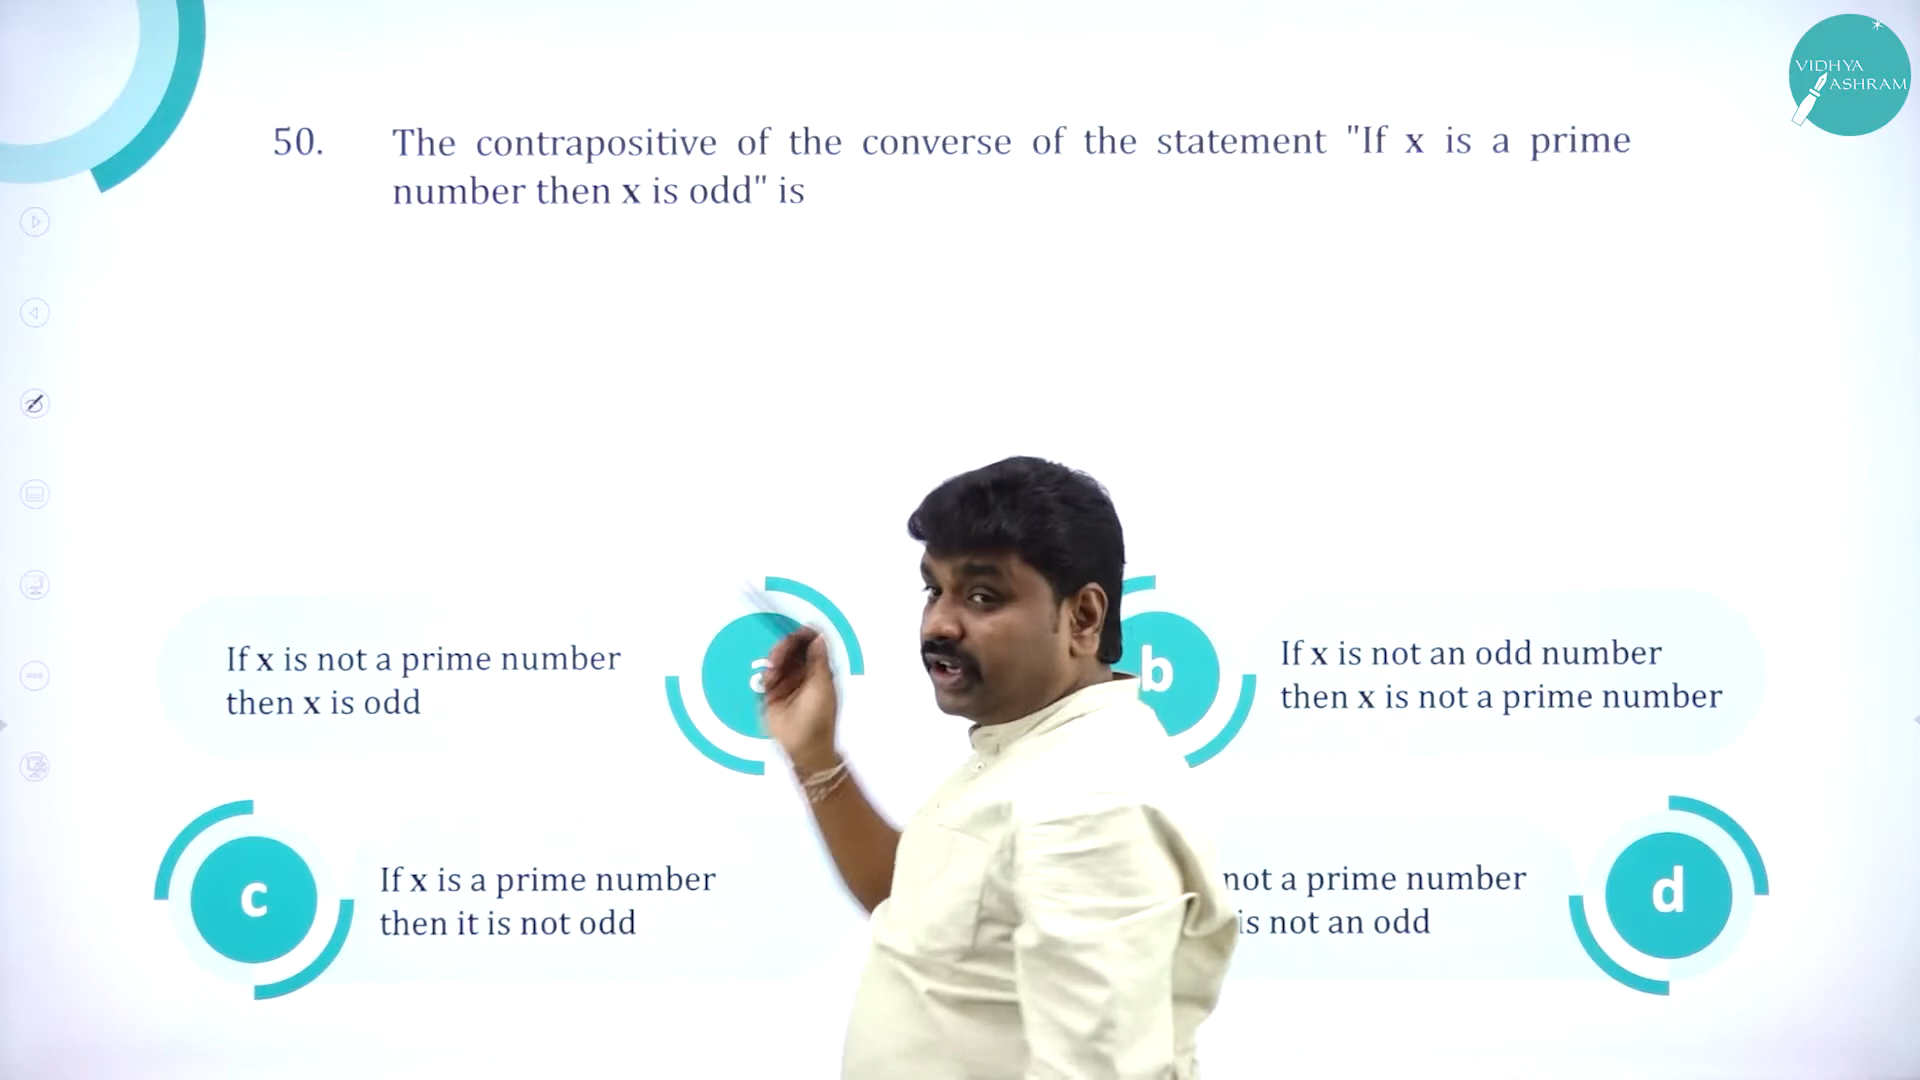 VIDHYA
ASHRAM
50. The contrapositive of the converse of the statement "If x is a prime
number then x is odd" is
If x is not a prime number
then x is odd
a
b
If x is not an odd number
then x is not a prime number
c
If x is a prime number
then it is not odd
not a prime number
is not an odd
d